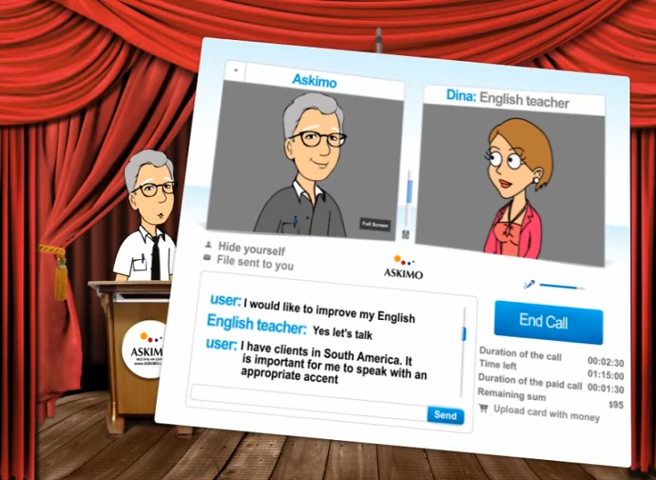 Askimo
Dina: English teacher
Full Screen
Hide yourself
File sent to you
ASKIMO
user: I would like to improve my English
English teacher: Yes let's talk
user: I have clients in South America. It
is important for me to speak with an
appropriate accent
Send
End Call
Duration of the call 00:02:30
Time left 01:15:00
Duration of the paid call 00:01:30
Remaining sum $95
Upload card with money
ASKIMO